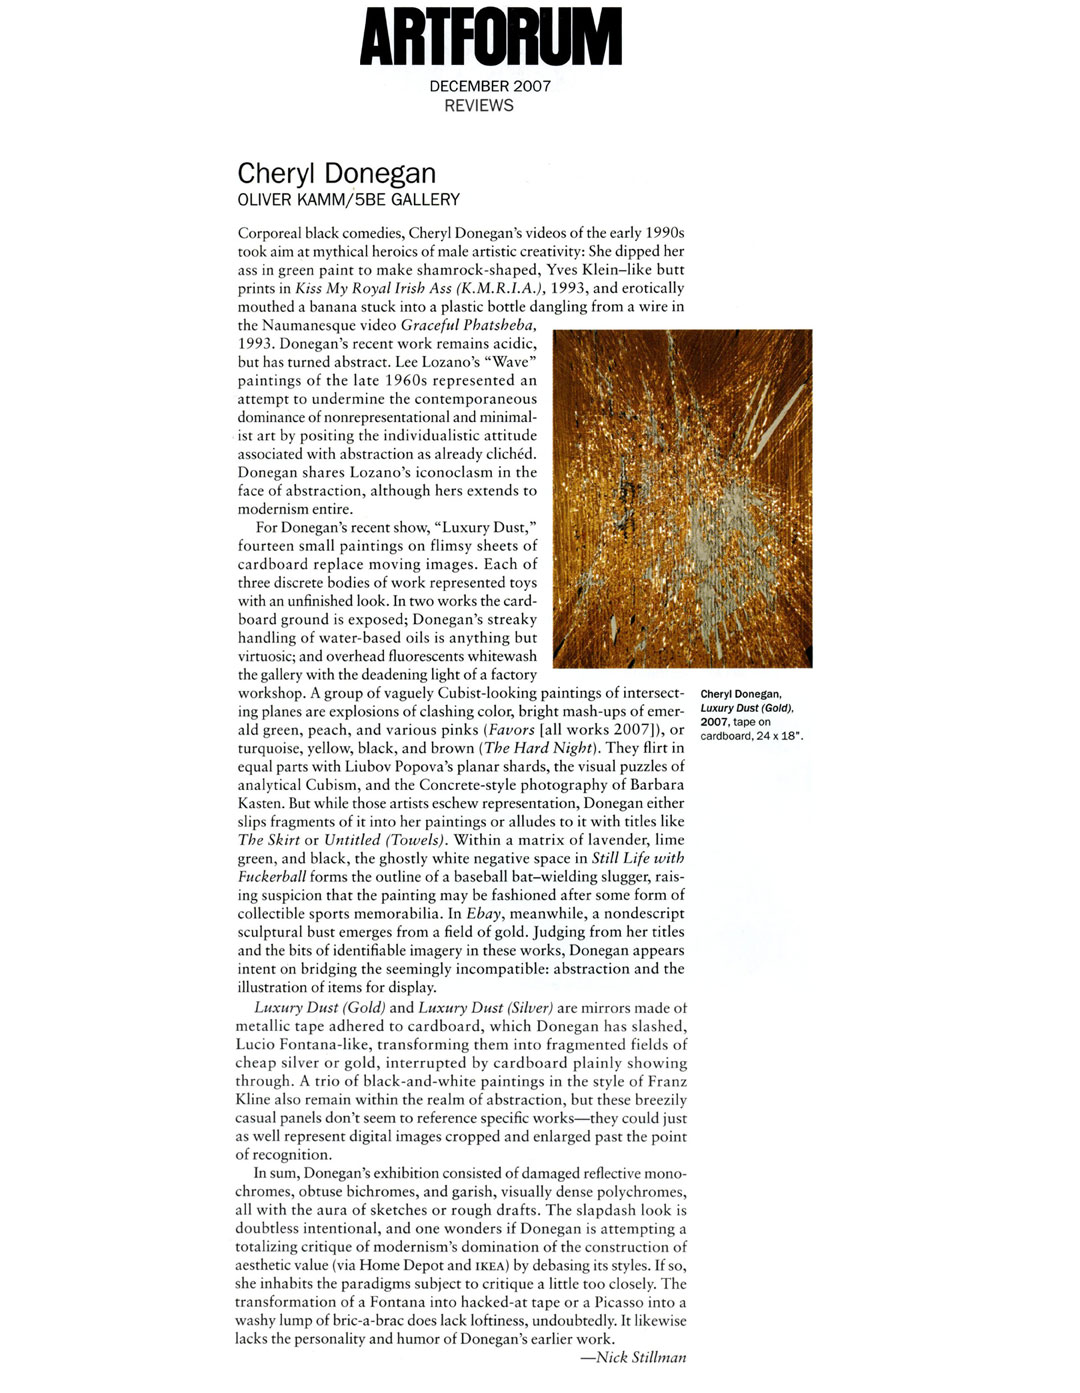 ARTFORUM
DECEMBER 2007
REVIEWS
Cheryl Donegan
OLIVER KAMM/5BE GALLERY
Corporeal black comedies, Cheryl Donegan's videos of the early 1990s
took aim at mythical heroics of male artistic creativity: She dipped her
ass in green paint to make shamrock-shaped, Yves Klein–like butt
prints in Kiss My Royal Irish Ass (K.M.R.I.A.), 1993, and erotically
mouthed a banana stuck into a plastic bottle dangling from a wire in
the Naumanesque video Graceful Phatsheba,
1993. Donegan's recent work remains acidic,
but has turned abstract. Lee Lozano's “Wave”
paintings of the late 1960s represented an
attempt to undermine the contemporaneous
dominance of nonrepresentational and minimal-
ist art by positing the individualistic attitude
associated with abstraction as already clichéd.
Donegan shares Lozano's iconoclasm in the
face of abstraction, although hers extends to
modernism entire.
For Donegan's recent show, “Luxury Dust,”
fourteen small paintings on flimsy sheets of
cardboard replace moving images. Each of
three discrete bodies of work represented toys
with an unfinished look. In two works the card-
board ground is exposed; Donegan's streaky
handling of water-based oils is anything but
virtuosic; and overhead fluorescents whitewash
the gallery with the deadening light of a factory
workshop. A group of vaguely Cubist-looking paintings of intersect-
ing planes are explosions of clashing color, bright mash-ups of emer-
ald green, peach, and various pinks (Favors [all works 2007]), or
turquoise, yellow, black, and brown (The Hard Night). They flirt in
equal parts with Liubov Popova's planar shards, the visual puzzles of
analytical Cubism, and the Concrete-style photography of Barbara
Kasten. But while those artists eschew representation, Donegan either
slips fragments of it into her paintings or alludes to it with titles like
The Skirt or Untitled (Towels). Within a matrix of lavender, lime
green, and black, the ghostly white negative space in Still Life with
Fuckerball forms the outline of a baseball bat–wielding slugger, rais-
ing suspicion that the painting may be fashioned after some form of
collectible sports memorabilia. In Ebay, meanwhile, a nondescript
sculptural bust emerges from a field of gold. Judging from her titles
and the bits of identifiable imagery in these works, Donegan appears
intent on bridging the seemingly incompatible: abstraction and the
illustration of items for display.
Luxury Dust (Gold) and Luxury Dust (Silver) are mirrors made of
metallic tape adhered to cardboard, which Donegan has slashed,
Lucio Fontana-like, transforming them into fragmented fields of
cheap silver or gold, interrupted by cardboard plainly showing
through. A trio of black-and-white paintings in the style of Franz
Kline also remain within the realm of abstraction, but these breezily
casual panels don't seem to reference specific works—they could just
as well represent digital images cropped and enlarged past the point
of recognition.
In sum, Donegan's exhibition consisted of damaged reflective mono-
chromes, obtuse bichromes, and garish, visually dense polychromes,
all with the aura of sketches or rough drafts. The slapdash look is
doubtless intentional, and one wonders if Donegan is attempting a
totalizing critique of modernism's domination of the construction of
aesthetic value (via Home Depot and IKEA) by debasing its styles. If so,
she inhabits the paradigms subject to critique a little too closely. The
transformation of a Fontana into hacked-at tape or a Picasso into a
washy lump of bric-a-brac does lack loftiness, undoubtedly. It likewise
lacks the personality and humor of Donegan's earlier work.
—Nick Stillman
Cheryl Donegan,
Luxury Dust (Gold),
2007, tape on
cardboard, 24 x 18".